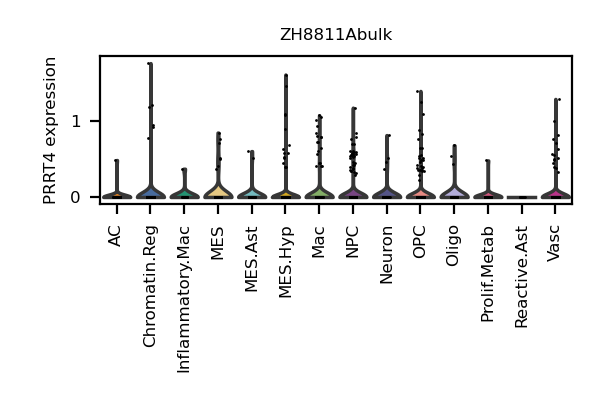 ZH8811Abulk
PRRT4 expression
1
0
AC
Chromatin.Reg
Inflammatory.Mac
MES
MES.Ast
MES.Hyp
Mac
NPC
Neuron
OPC
Oligo
Prolif.Metab
Reactive.Ast
Vasc